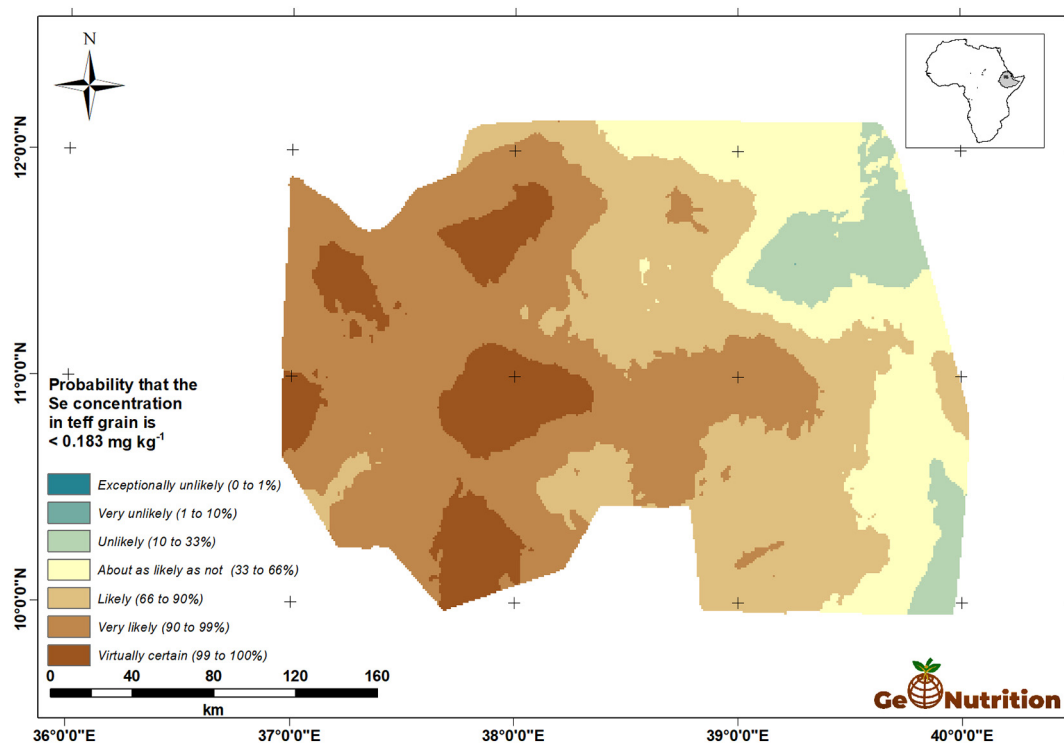 N
12°0'0"N
11°0'0"N
10°0'0"N
Probability that the
Se concentration
in teff grain is
< 0.183 mg kg⁻¹
Exceptionally unlikely (0 to 1%)
Very unlikely (1 to 10%)
Unlikely (10 to 33%)
About as likely as not (33 to 66%)
Likely (66 to 90%)
Very likely (90 to 99%)
Virtually certain (99 to 100%)
0 20 40 80 120 160
km
GeoNutrition
36°0'0"E 37°0'0"E 38°0'0"E 39°0'0"E 40°0'0"E